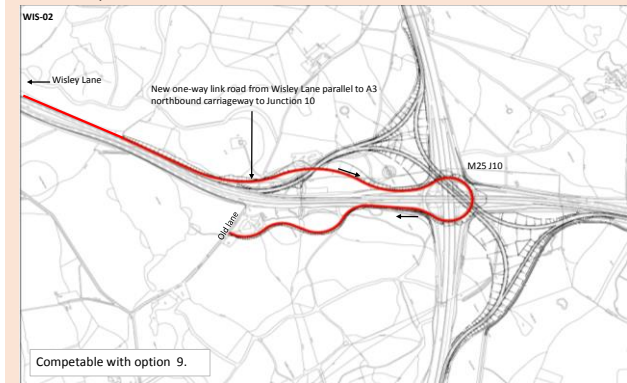 WIS-02
Wisley Lane
New one-way link road from Wisley Lane parallel to A3
northbound carriageway to Junction 10
M25 J10
Old lane
Competable with option 9.